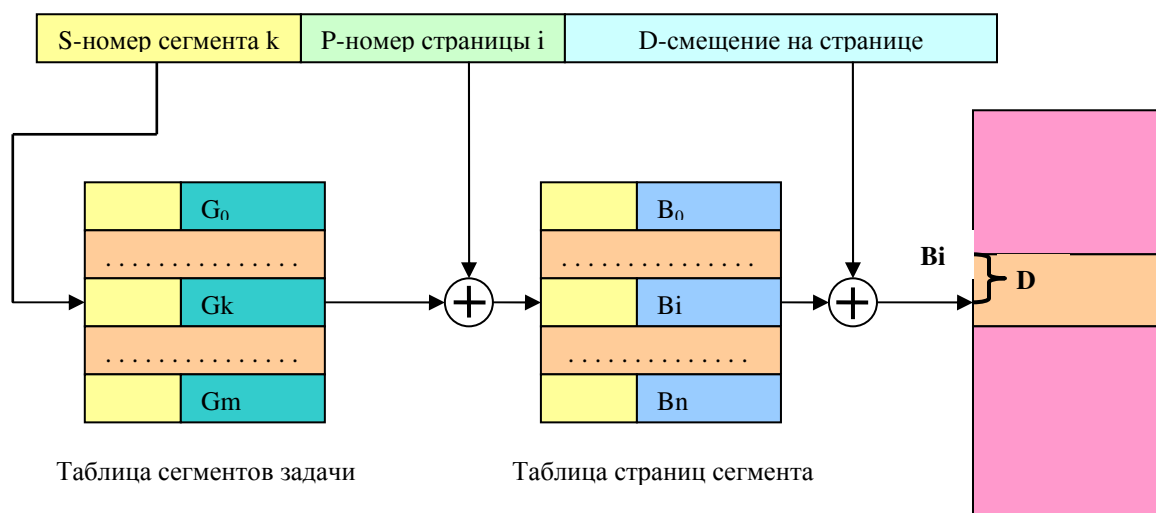 S-номер сегмента k
P-номер страницы i
D-смещение на странице
G₀
. . . . . . . . . . . . . . .
Gk
. . . . . . . . . . . . . . .
Gm
B₀
. . . . . . . . . . . . . . .
Bi
. . . . . . . . . . . . . . .
Bn
Bi
D
Таблица сегментов задачи
Таблица страниц сегмента